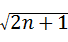 √2n + 1